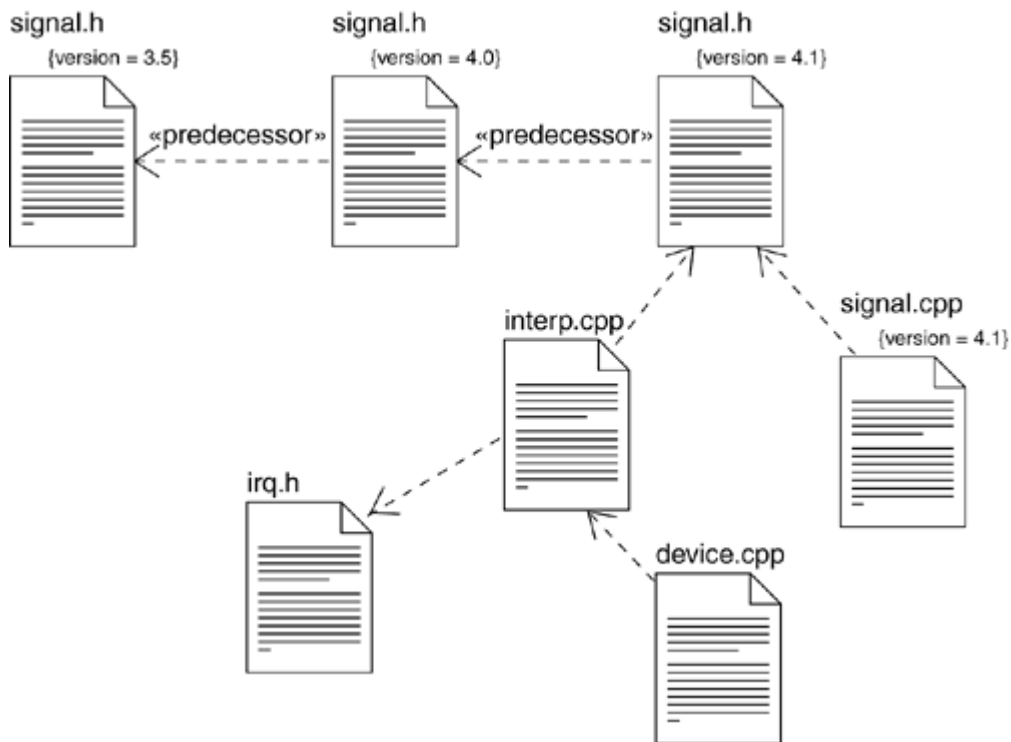 signal.h
{version = 3.5}
signal.h
{version = 4.0}
signal.h
{version = 4.1}
«predecessor»
«predecessor»
interp.cpp
signal.cpp
{version = 4.1}
irq.h
device.cpp